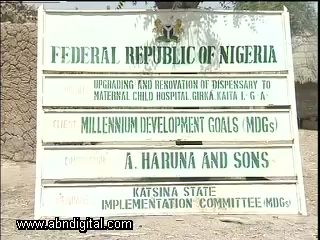 FEDERAL REPUBLIC OF NIGERIA
UPGRADING AND RENOVATION OF DISPENSARY TO
MATERNAL CHILD HOSPITAL GIRKA KAITA L. G. A.
CLIENT MILLENNIUM DEVELOPMENT GOALS (MDGs)
A. HARUNA AND SONS
KATSINA STATE
IMPLEMENTATION COMMITTEE (MDGs)
www.abndigital.com